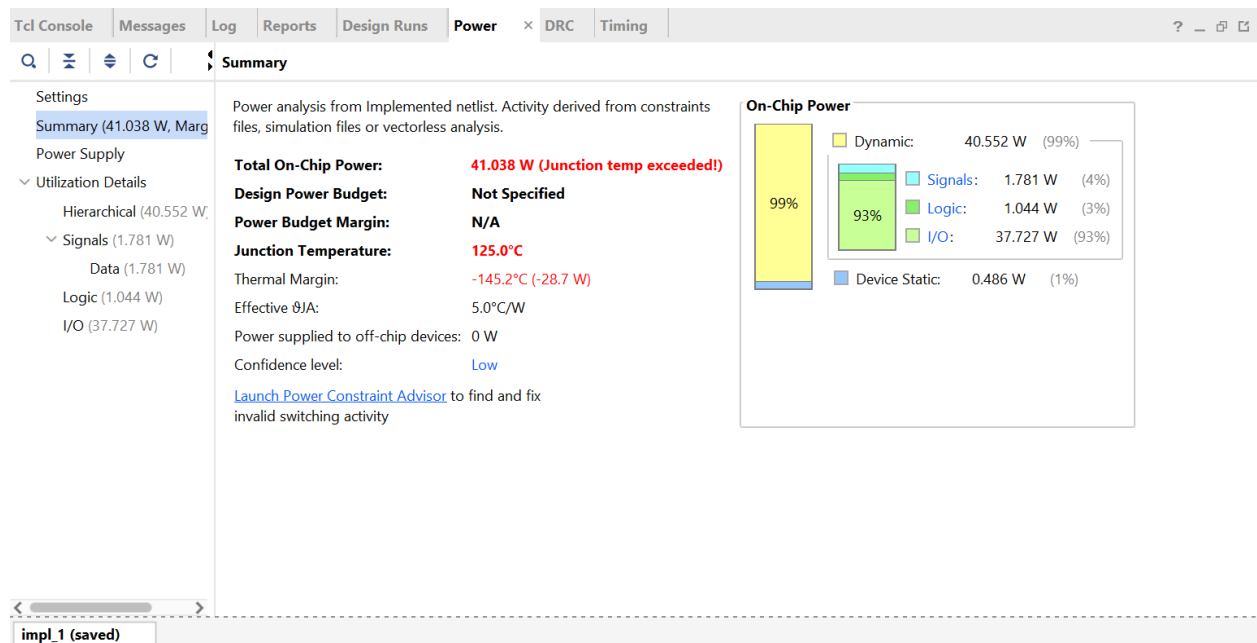 Tcl Console Messages Log Reports Design Runs Power × DRC Timing ?
Summary
Settings
Summary (41.038 W, Marg
Power Supply
Utilization Details
Hierarchical (40.552 W)
Signals (1.781 W)
Data (1.781 W)
Logic (1.044 W)
I/O (37.727 W)
Power analysis from Implemented netlist. Activity derived from constraints
files, simulation files or vectorless analysis.
Total On-Chip Power: 41.038 W (Junction temp exceeded!)
Design Power Budget: Not Specified
Power Budget Margin: N/A
Junction Temperature: 125.0°C
Thermal Margin: -145.2°C (-28.7 W)
Effective ϑJA: 5.0°C/W
Power supplied to off-chip devices: 0 W
Confidence level: Low
Launch Power Constraint Advisor to find and fix
invalid switching activity
On-Chip Power
99%
Dynamic: 40.552 W (99%)
93%
Signals: 1.781 W (4%)
Logic: 1.044 W (3%)
I/O: 37.727 W (93%)
Device Static: 0.486 W (1%)
impl_1 (saved)